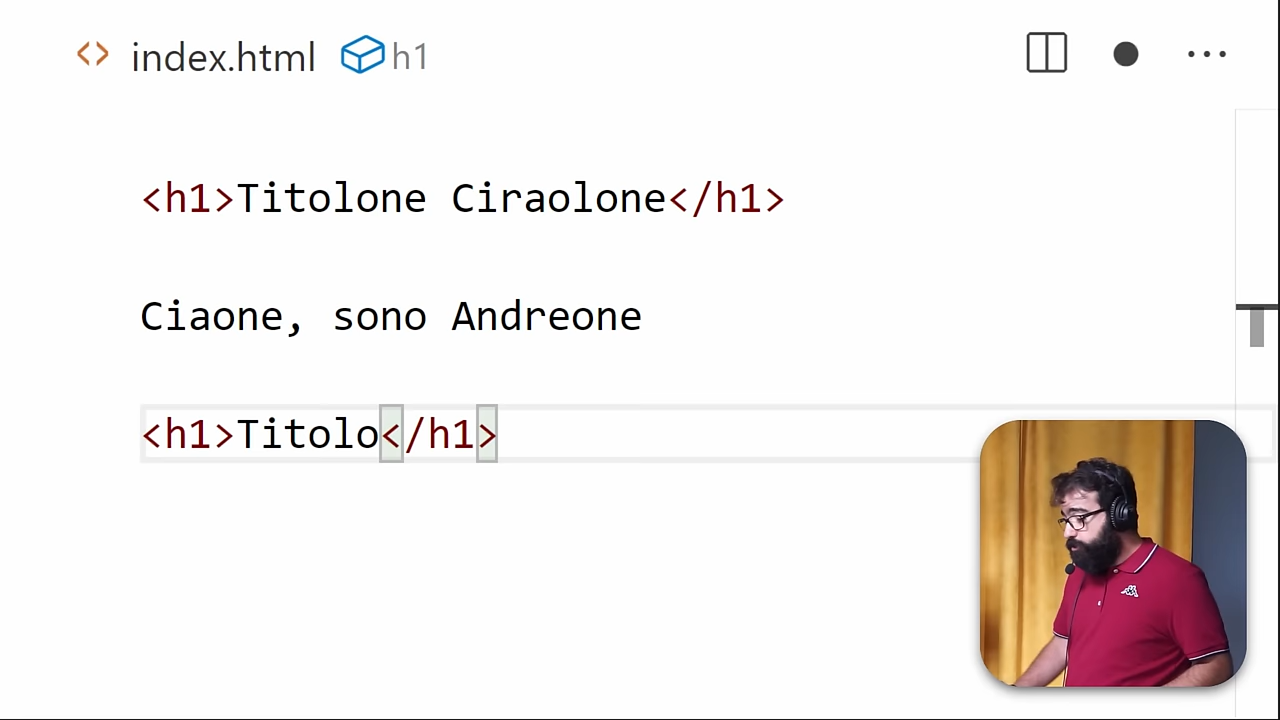 index.html h1
<h1>Titolone Ciraolone</h1>
Ciaone, sono Andreone
<h1>Titolo</h1>